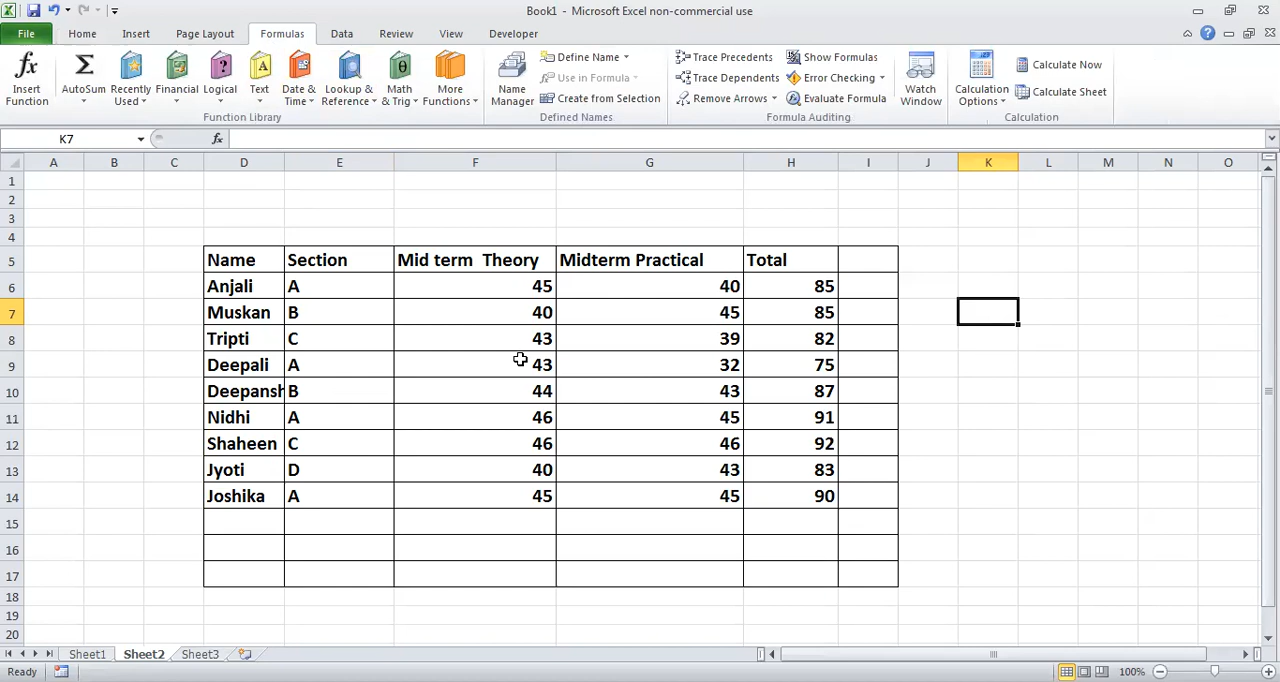 Book1 - Microsoft Excel non-commercial use
File Home Insert Page Layout Formulas Data Review View Developer
Insert Function
AutoSum
Recently Used
Financial
Logical
Text
Date & Time
Lookup & Reference
Math & Trig
More Functions
Function Library
Name Manager
Define Name
Use in Formula
Create from Selection
Defined Names
Trace Precedents
Trace Dependents
Remove Arrows
Show Formulas
Error Checking
Evaluate Formula
Formula Auditing
Watch Window
Calculation Options
Calculate Now
Calculate Sheet
Calculation
K7 fx
A B C D E F G H I J K L M N O
1
2
3
4
5 Name Section Mid term Theory Midterm Practical Total
6 Anjali A 45 40 85
7 Muskan B 40 45 85
8 Tripti C 43 39 82
9 Deepali A 43 32 75
10 Deepansh B 44 43 87
11 Nidhi A 46 45 91
12 Shaheen C 46 46 92
13 Jyoti D 40 43 83
14 Joshika A 45 45 90
15
16
17
18
19
20
Sheet1 Sheet2 Sheet3
Ready 100%